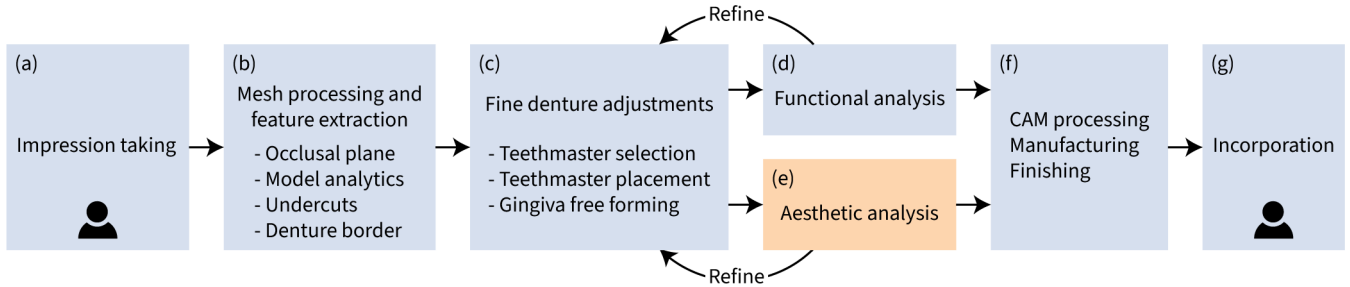 (a)
Impression taking
(b)
Mesh processing and
feature extraction
- Occlusal plane
- Model analytics
- Undercuts
- Denture border
(c)
Fine denture adjustments
- Teethmaster selection
- Teethmaster placement
- Gingiva free forming
Refine
(d)
Functional analysis
(e)
Aesthetic analysis
Refine
(f)
CAM processing
Manufacturing
Finishing
(g)
Incorporation